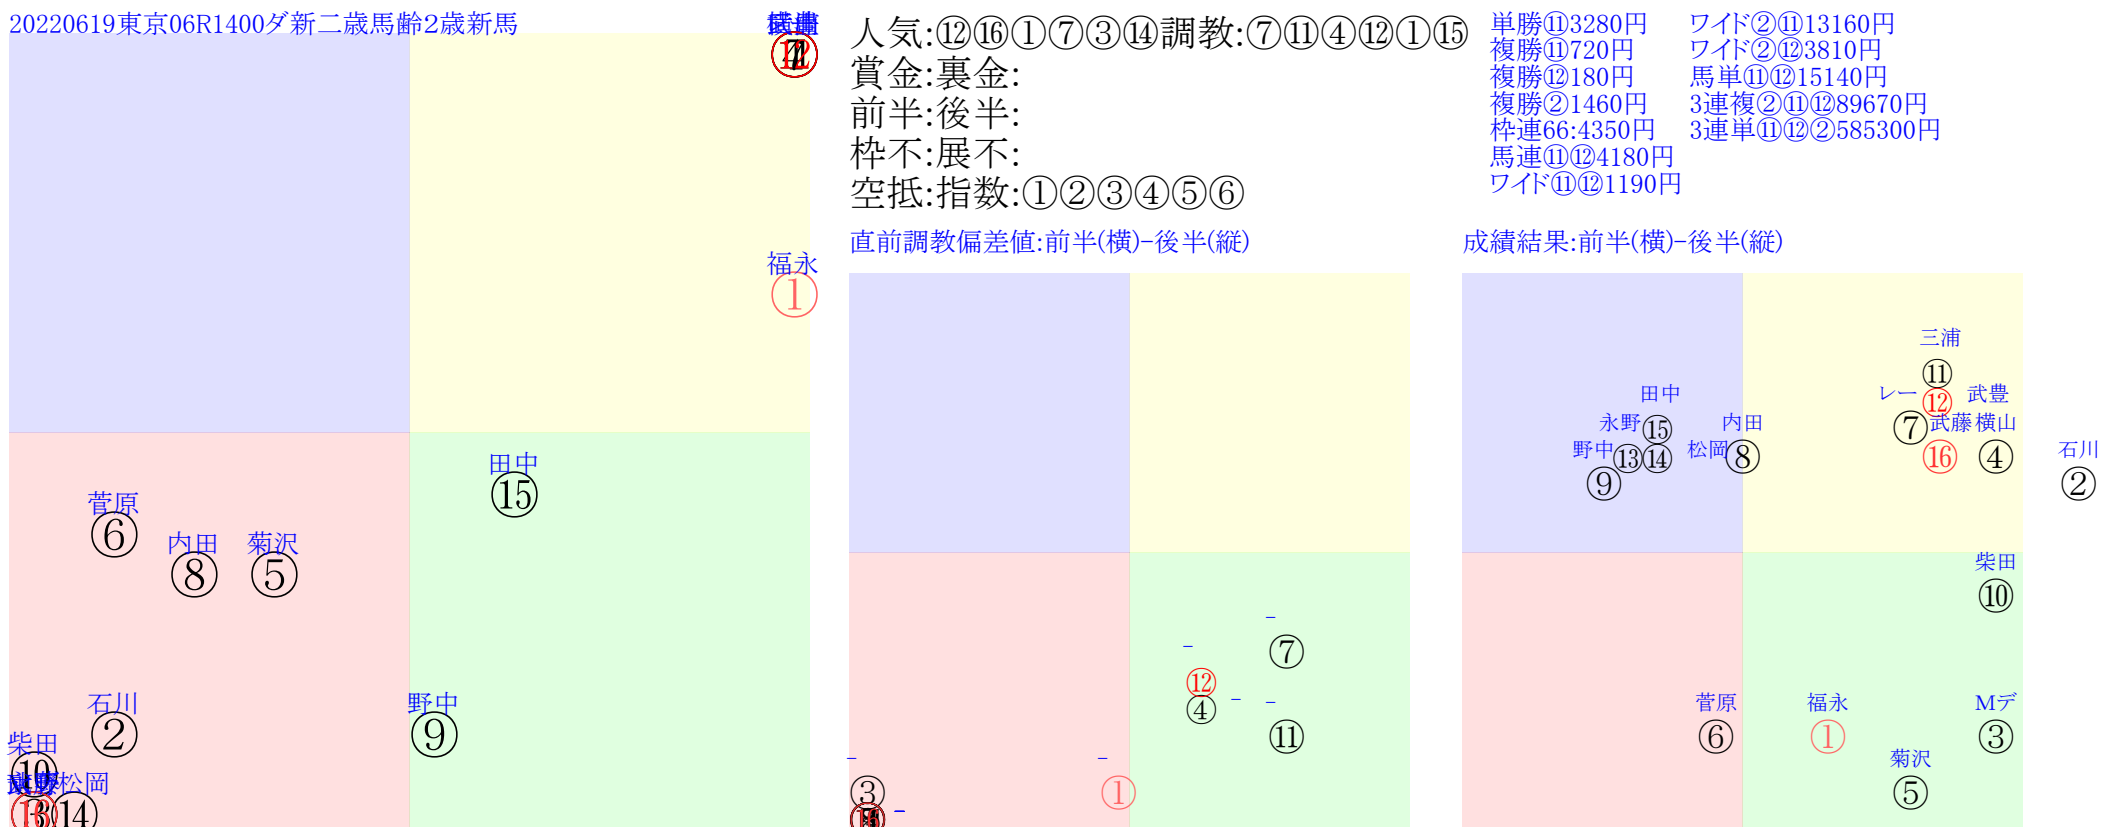 20220619東京06R1400ダ新二歳馬齢2歳新馬
福永
①
田中
⑮
菅原
⑥
内田
⑧
菊沢
⑤
石川
②
野中
⑨
柴田
⑩
松岡
⑭
人気:⑫⑯①⑦③⑭調教:⑦⑪④⑫①⑮
賞金:裏金:
前半:後半:
枠不:展不:
空抵:指数:①②③④⑤⑥
単勝⑪3280円
複勝⑪720円
複勝⑫180円
複勝②1460円
枠連66:4350円
馬連⑪⑫4180円
ワイド⑪⑫1190円
ワイド②⑪13160円
ワイド②⑫3810円
馬単⑪⑫15140円
3連複②⑪⑫89670円
3連単⑪⑫②585300円
直前調教偏差値:前半(横)-後半(縦)
-
⑦
-
⑫
④
-
-
⑪
-
③
-
①
-
成績結果:前半(横)-後半(縦)
三浦
⑪
田中
レー
⑫
武豊
永野
⑮
内田
⑦
武藤
横山
野中
⑬
⑭
松岡
⑧
⑯
④
石川
⑨
②
柴田
⑩
菅原
福永
Mデ
⑥
①
③
菊沢
⑤